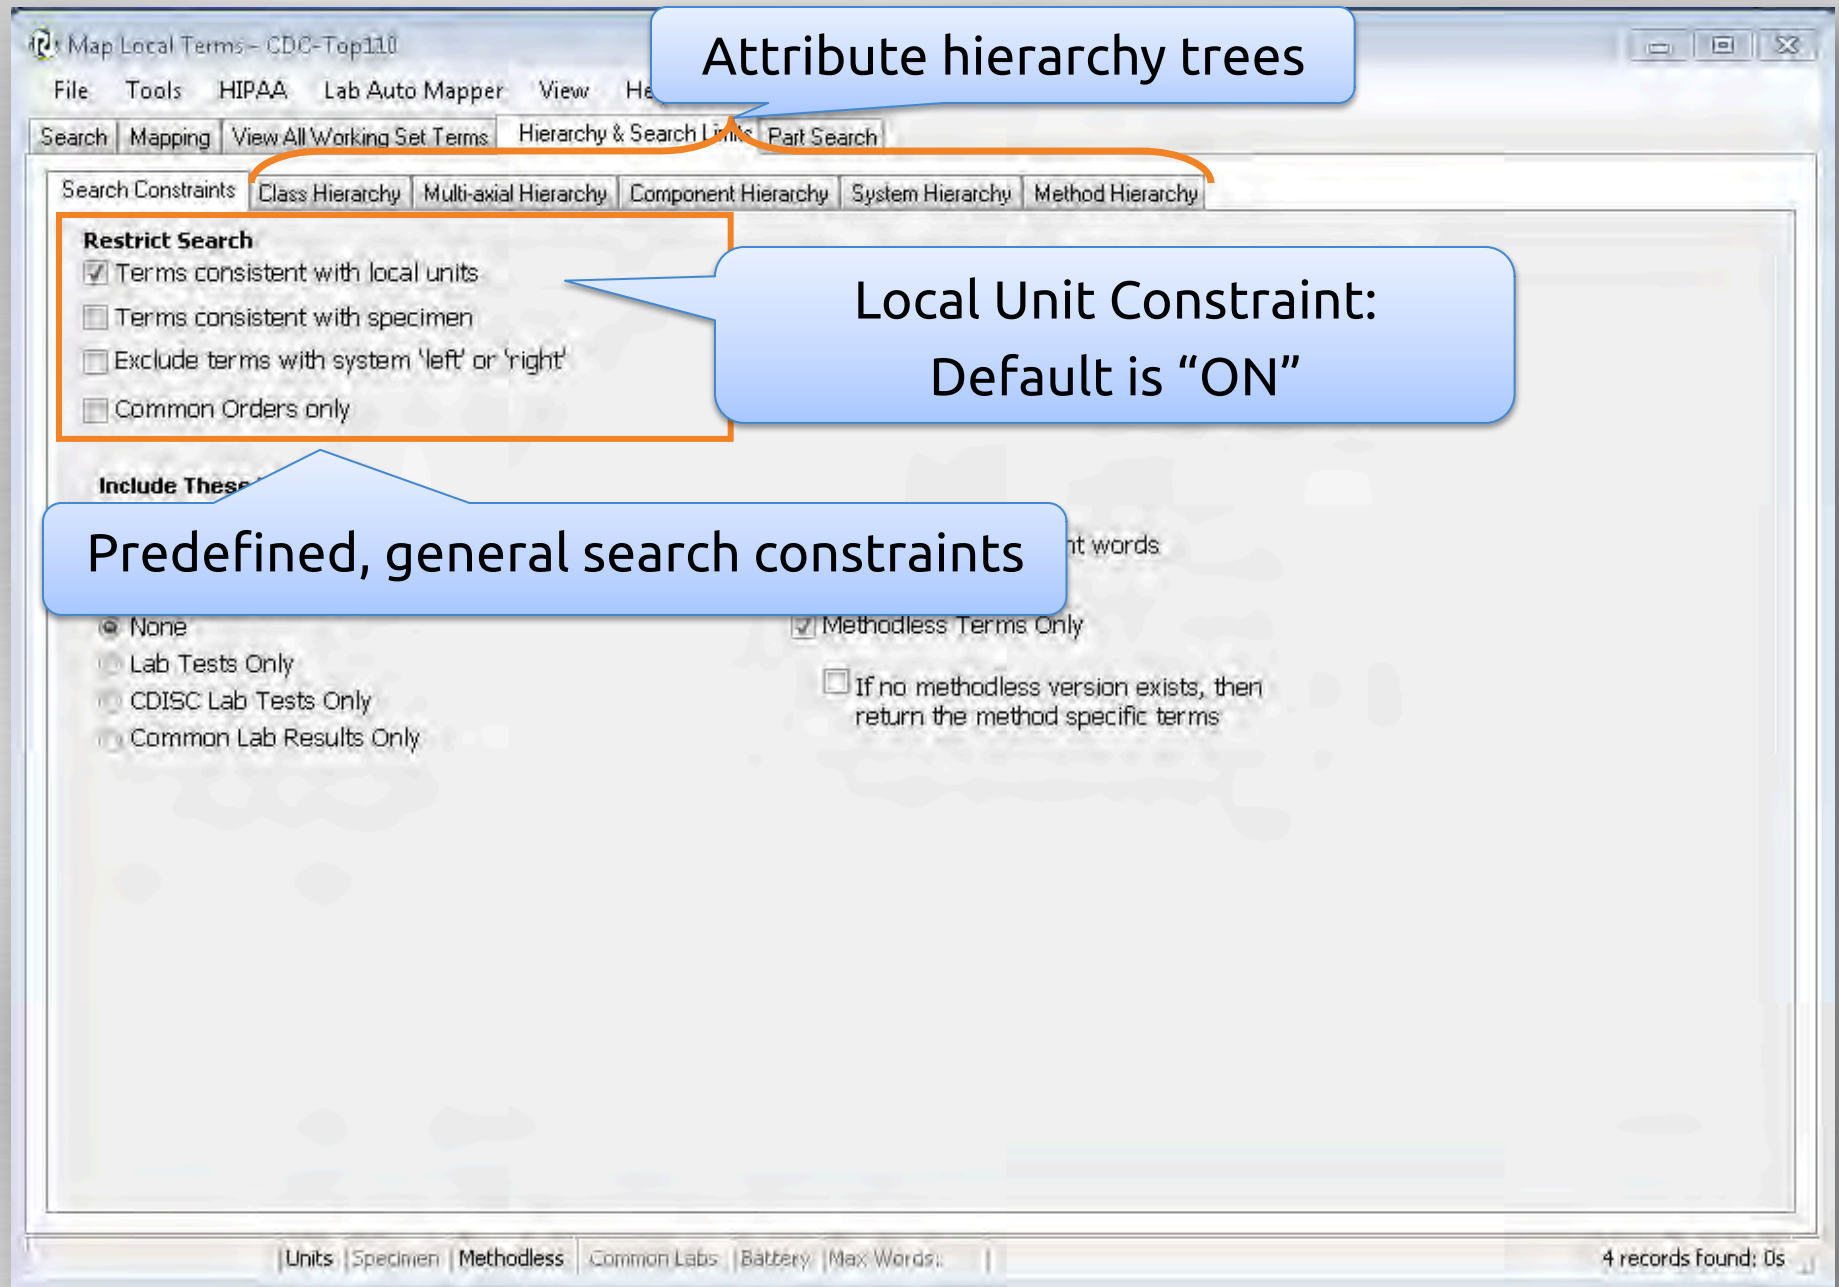 Map Local Terms - CDC-Top110
Attribute hierarchy trees
File Tools HIPAA Lab Auto Mapper View
Search Mapping View All Working Set Terms Hierarchy & Search Limits Part Search
Search Constraints Class Hierarchy Multi-axial Hierarchy Component Hierarchy System Hierarchy Method Hierarchy
Restrict Search
Terms consistent with local units
Terms consistent with specimen
Exclude terms with system 'left' or 'right'
Common Orders only
Local Unit Constraint:
Default is “ON”
Include These
Predefined, general search constraints
words
None
Lab Tests Only
CDISC Lab Tests Only
Common Lab Results Only
Methodless Terms Only
If no methodless version exists, then
return the method specific terms
Units Specimen Methodless Common Labs Battery Max Words:
4 records found: 0s